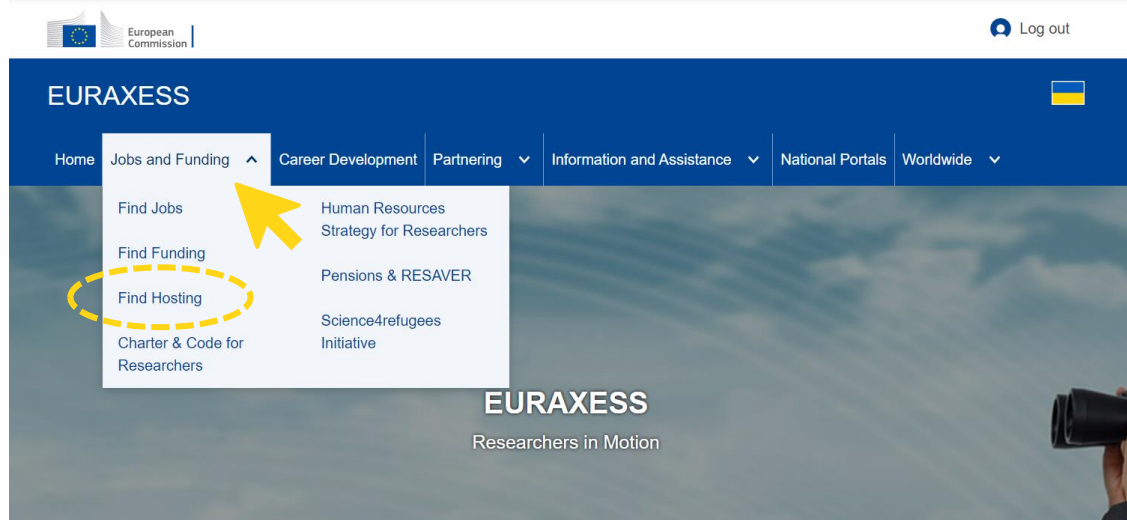 European
Commission
Log out
EURAXESS
Home
Jobs and Funding
Career Development
Partnering
Information and Assistance
National Portals
Worldwide
Find Jobs
Find Funding
Find Hosting
Charter & Code for
Researchers
Human Resources
Strategy for Researchers
Pensions & RESAVER
Science4refugees
Initiative
EURAXESS
Researchers in Motion